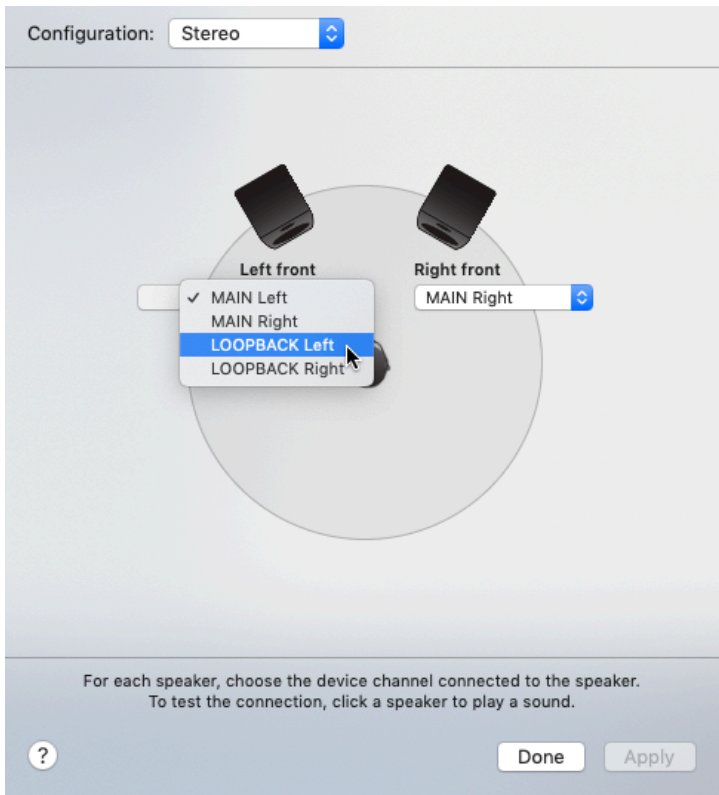 Configuration: Stereo
Left front
Right front
✓ MAIN Left
MAIN Right
LOOPBACK Left
LOOPBACK Right
MAIN Right
For each speaker, choose the device channel connected to the speaker.
To test the connection, click a speaker to play a sound.
? Done Apply